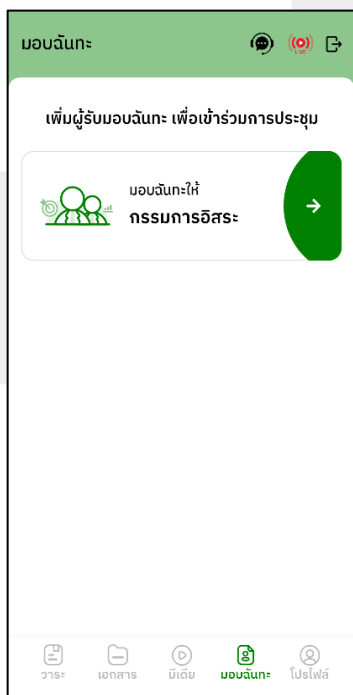 มอบฉันทะ
LIVE
เพิ่มผู้รับมอบฉันทะ เพื่อเข้าร่วมการประชุม
มอบฉันทะให้
กรรมการอิสระ
วาระ เอกสาร มีเดีย มอบฉันทะ โปรไฟล์